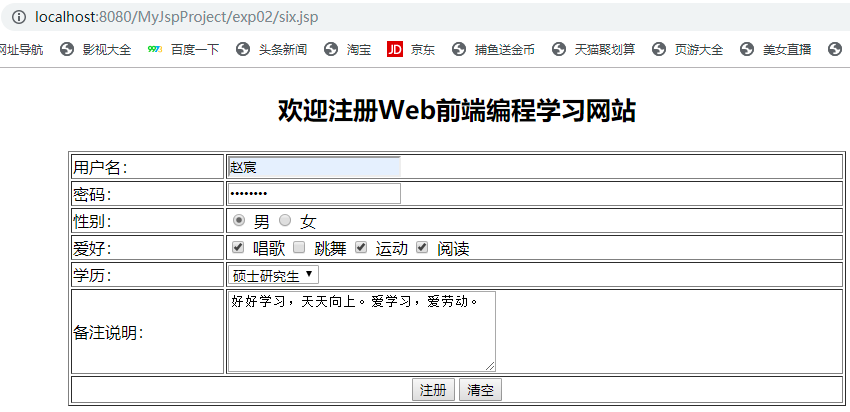 localhost:8080/MyJspProject/exp02/six.jsp
网址导航 影视大全 百度一下 头条新闻 淘宝 JD 京东 捕鱼送金币 天猫聚划算 页游大全 美女直播
欢迎注册Web前端编程学习网站
用户名： 赵宸
密码： ••••••••
性别： 男 女
爱好： 唱歌 跳舞 运动 阅读
学历： 硕士研究生
备注说明： 好好学习，天天向上。爱学习，爱劳动。
注册 清空